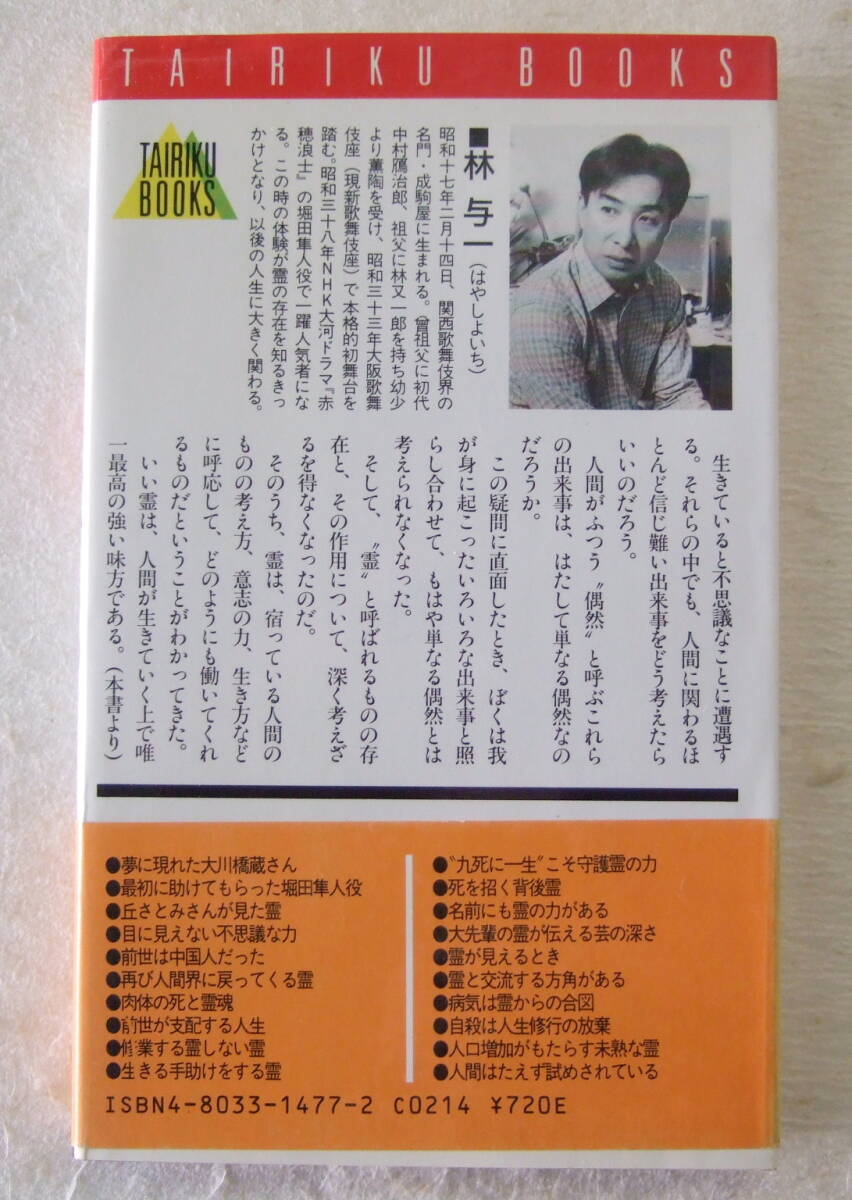 TAIRIKU BOOKS
TAIRIKU
BOOKS
■林 与一（はやしよいち）
昭和十七年二月十四日、関西歌舞伎界の
名門・成駒屋に生まれる。曾祖父に初代
中村鴈治郎、祖父に林又一郎を持ち幼少
より薫陶を受け、昭和三十三年大阪歌舞
伎座（現新歌舞伎座）で本格的初舞台を
踏む。昭和三十八年NHK大河ドラマ『赤
穂浪士』の堀田隼人役で一躍人気者にな
る。この時の体験が霊の存在を知るきっ
かけとなり、以後の人生に大きく関わる。
生きていると不思議なことに遭遇す
る。それらの中でも、人間に関わるほ
とんど信じ難い出来事をどう考えたら
いいのだろう。
人間がふつう〝偶然〟と呼ぶこれら
の出来事は、はたして単なる偶然なの
だろうか。
この疑問に直面したとき、ぼくは我
が身に起こったいろいろな出来事と照
らし合わせて、もはや単なる偶然とは
考えられなくなった。
そして、〝霊〟と呼ばれるものの存
在と、その作用について、深く考えざ
るを得なくなったのだ。
そのうち、霊は、宿っている人間の
ものの考え方、意志の力、生き方など
に呼応して、どのようにも働いてくれ
るものだということがわかってきた。
いい霊は、人間が生きていく上で唯
一最高の強い味方である。（本書より）
●夢に現れた大川橋蔵さん
●最初に助けてもらった堀田隼人役
●丘さとみさんが見た霊
●目に見えない不思議な力
●前世は中国人だった
●再び人間界に戻ってくる霊
●肉体の死と霊魂
●前世が支配する人生
●修業する霊しない霊
●生きる手助けをする霊
●〝九死に一生〟こそ守護霊の力
●死を招く背後霊
●名前にも霊の力がある
●大先輩の霊が伝える芸の深さ
●霊が見えるとき
●霊と交流する方角がある
●病気は霊からの合図
●自殺は人生修行の放棄
●人口増加がもたらす未熟な霊
●人間はたえず試めされている
ISBN4-8033-1477-2 C0214 ¥720E